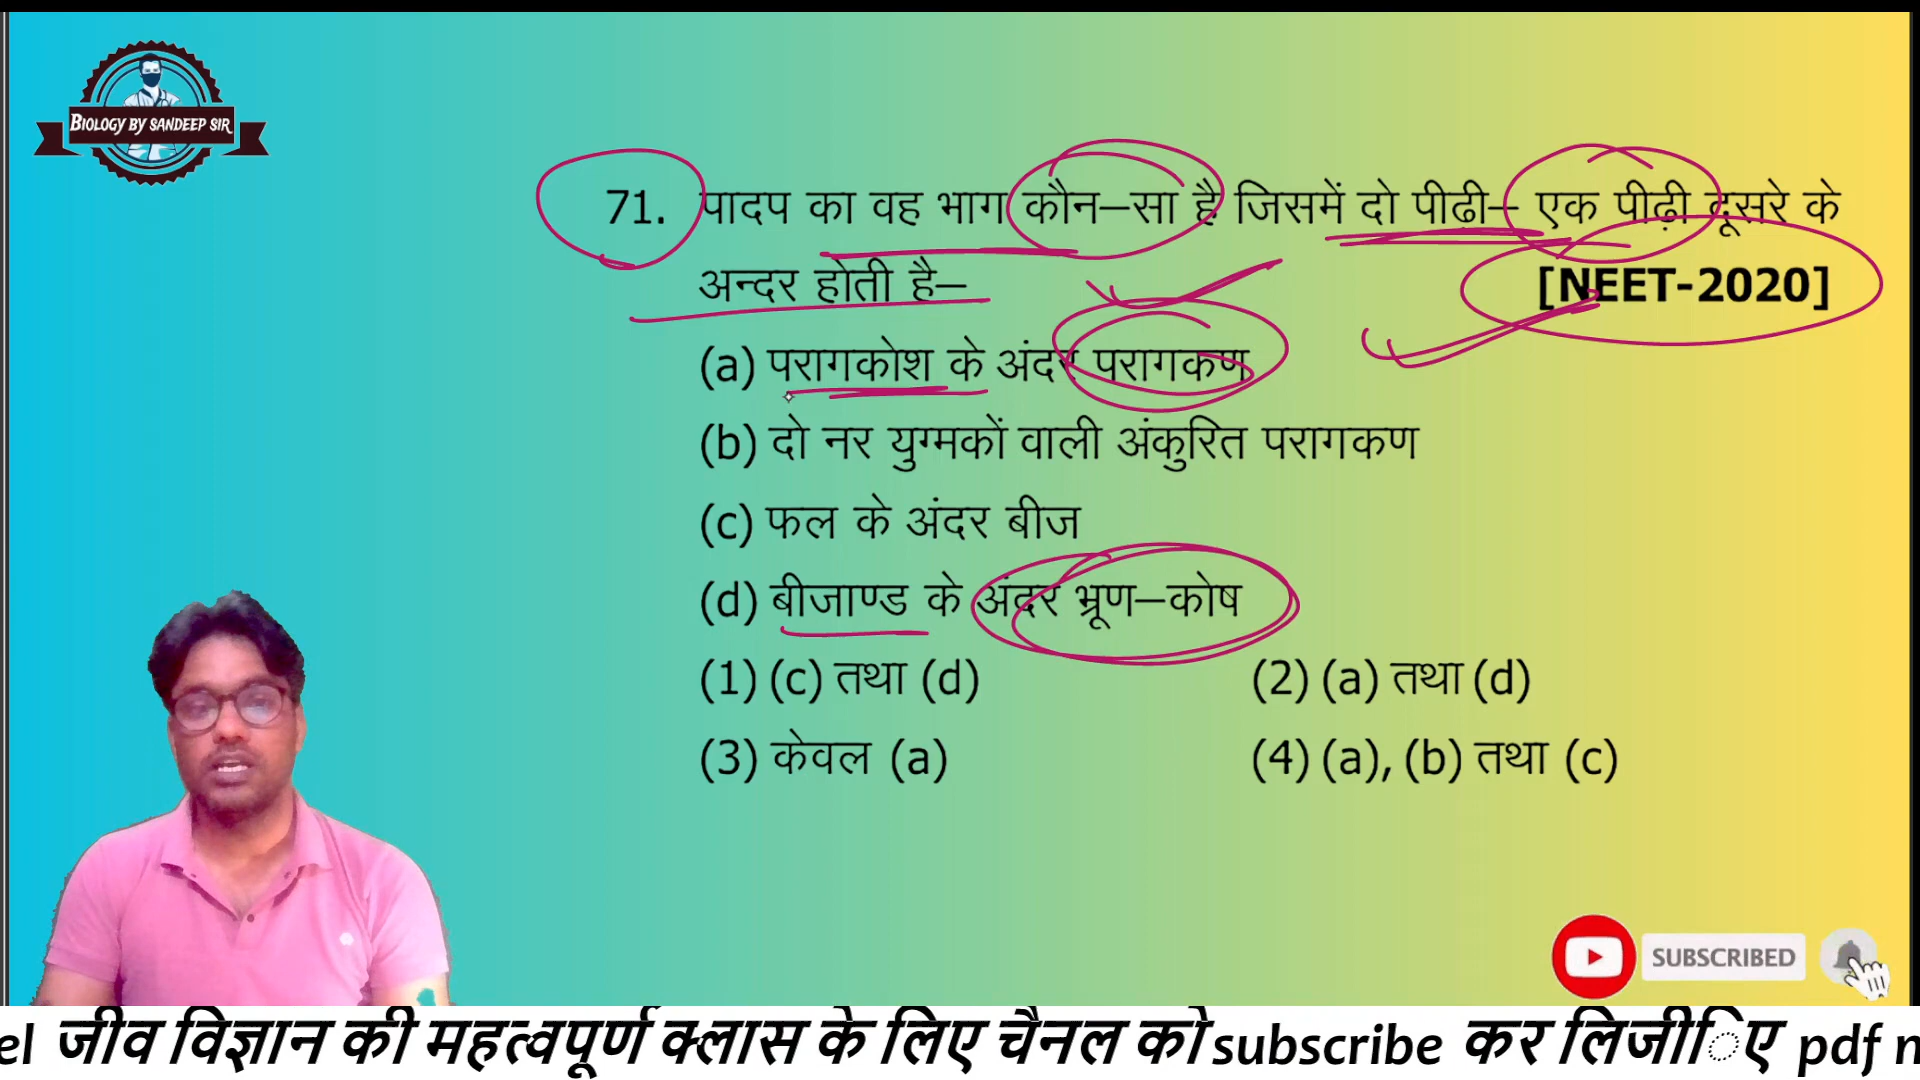 BIOLOGY BY SANDEEP SIR
71. पादप का वह भाग कौन–सा है जिसमें दो पीढ़ी– एक पीढ़ी दूसरे के
अन्दर होती है– [NEET-2020]
(a) परागकोश के अंदर परागकण
(b) दो नर युग्मकों वाली अंकुरित परागकण
(c) फल के अंदर बीज
(d) बीजाण्ड के अंदर भ्रूण–कोष
(1) (c) तथा (d) (2) (a) तथा (d)
(3) केवल (a) (4) (a), (b) तथा (c)
SUBSCRIBED
el जीव विज्ञान की महत्वपूर्ण क्लास के लिए चैनल को subscribe कर लिजीिए pdf n